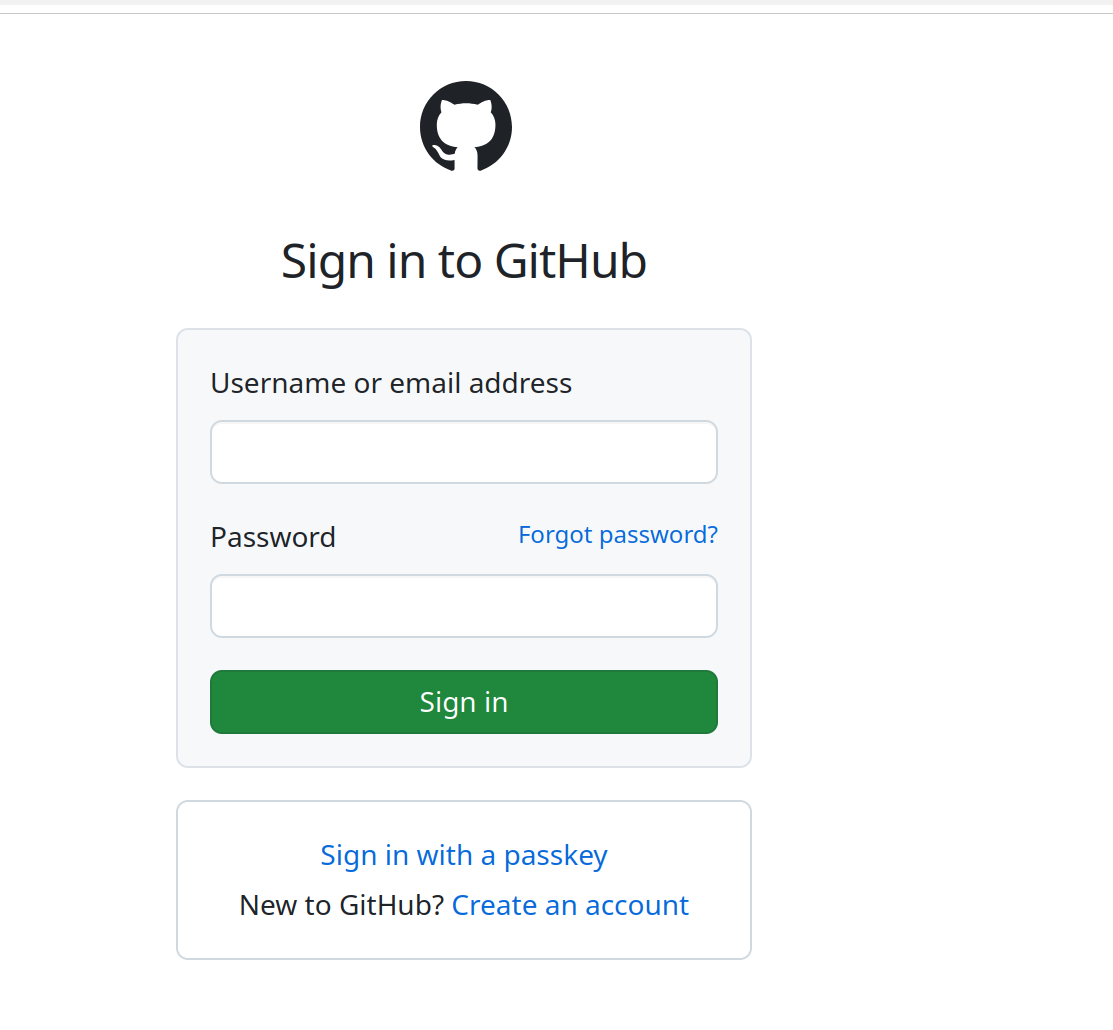 Sign in to GitHub
Username or email address
Password Forgot password?
Sign in
Sign in with a passkey
New to GitHub? Create an account